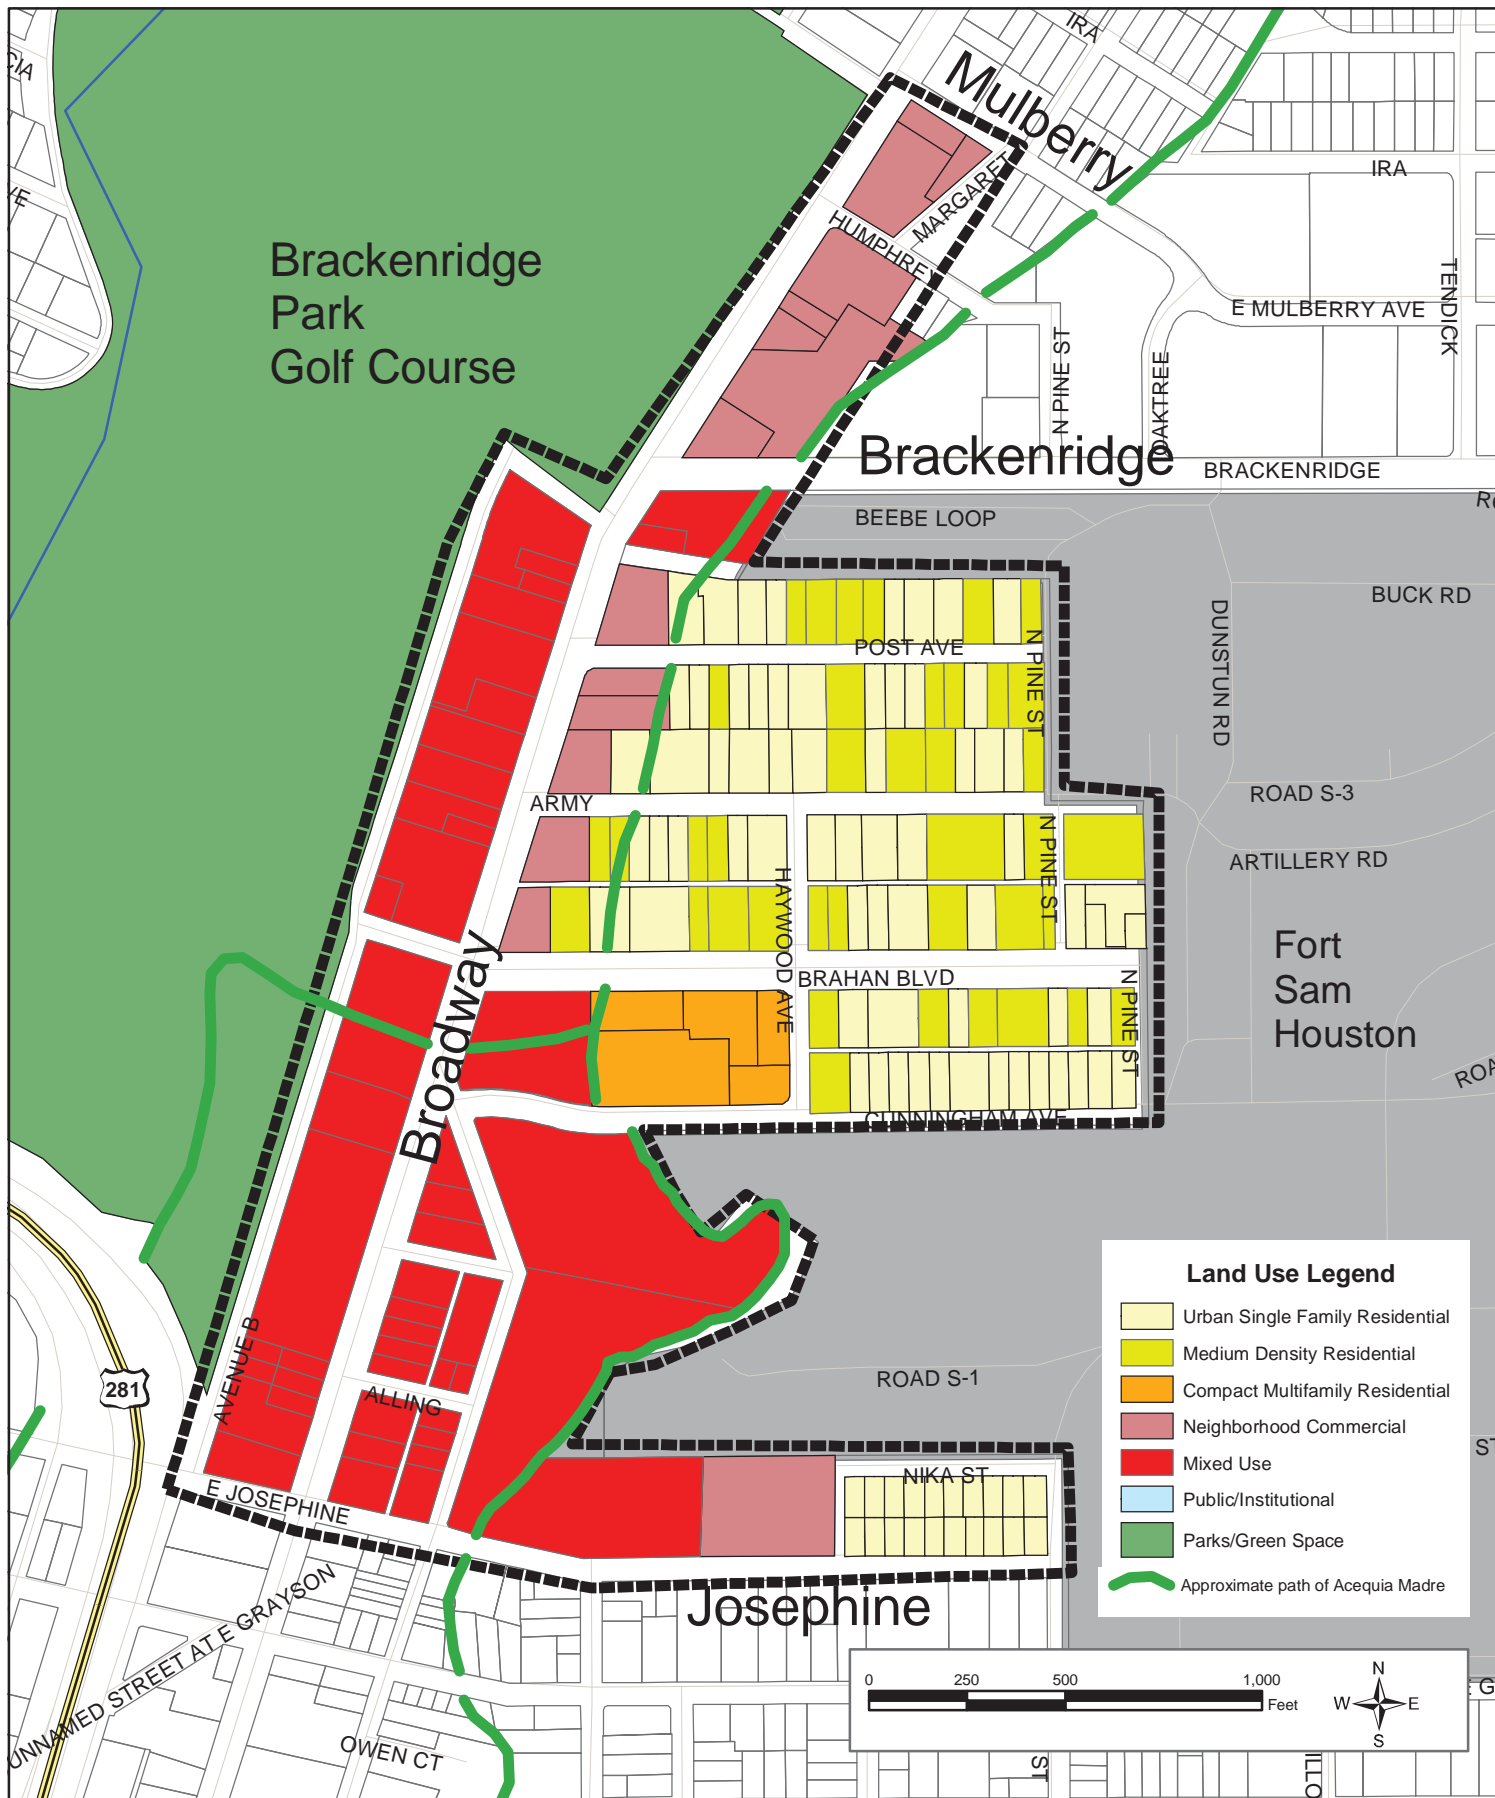 IRA
CIA
Mulberry
IRA
MARGARET
HUMPHREY
Brackenridge
Park
Golf Course
TENDICK
E MULBERRY AVE
N PINE ST
OAKTREE
Brackenridge
BRACKENRIDGE
BEEBE LOOP
BUCK RD
DUNSTUN RD
POST AVE
N PINE ST
ROAD S-3
ARMY
N PINE ST
ARTILLERY RD
HAYWOOD AVE
Broadway
Fort
Sam
Houston
BRAHAN BLVD
N PINE ST
ROA
CUNNINGHAM AVE
Land Use Legend
Urban Single Family Residential
Medium Density Residential
Compact Multifamily Residential
Neighborhood Commercial
Mixed Use
Public/Institutional
Parks/Green Space
Approximate path of Acequia Madre
281
AVENUE B
ROAD S-1
ALLING
ST
NIKA ST
E JOSEPHINE
Josephine
UNNAMED STREET AT E GRAYSON
OWEN CT
0 250 500 1,000
Feet
N
W E
S
ST